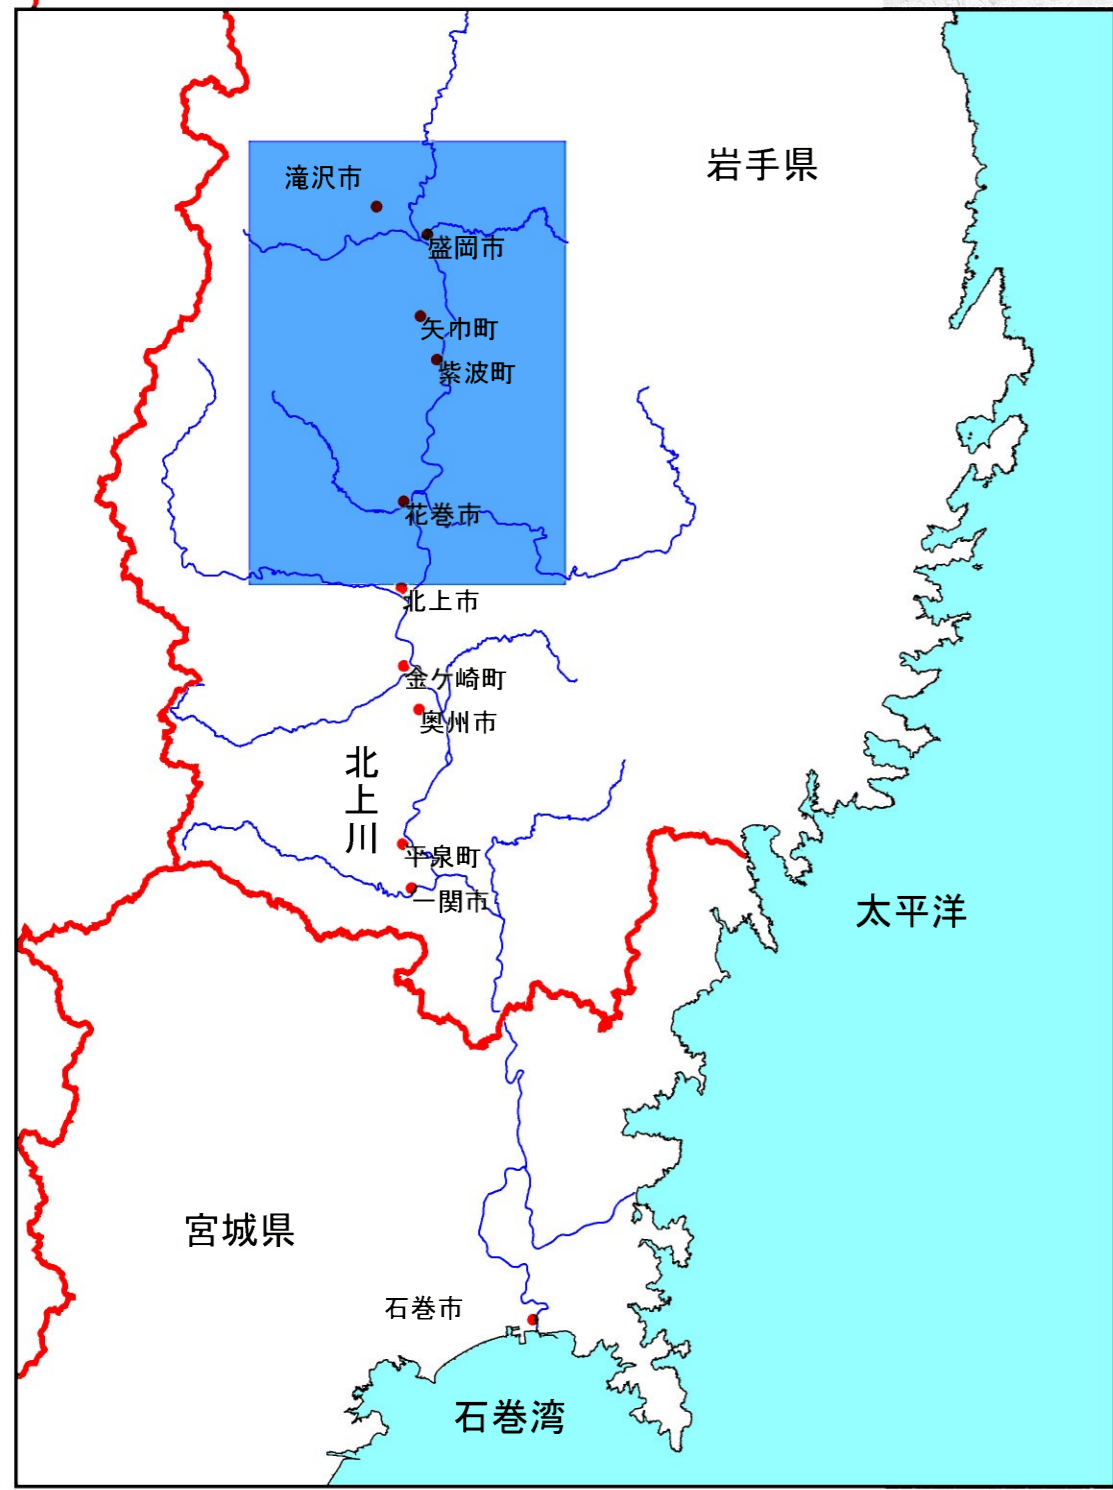 岩手県
滝沢市
盛岡市
矢巾町
紫波町
花巻市
北上市
金ケ崎町
奥州市
北上川
平泉町
一関市
太平洋
宮城県
石巻市
石巻湾